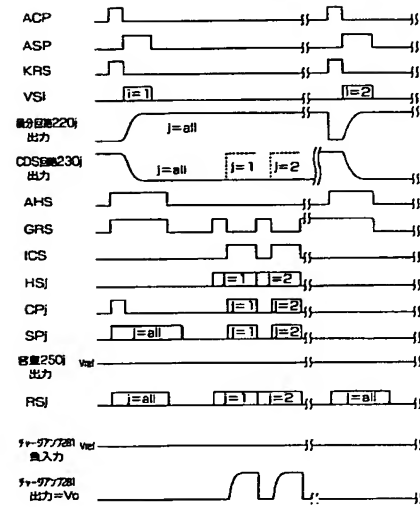 ACP
ASP
KRS
VSi
i=1
i=2
積分回路220j
出力
j=all
CDS回路230j
出力
j=all
j=1
j=2
AHS
GRS
ICS
HSj
j=1
j=2
CPj
j=1
j=2
SPj
j=all
j=1
j=2
容量250j
出力
Vref
RSj
j=all
j=1
j=2
j=all
チャージアンプ281
負入力
Vref
チャージアンプ281
出力=Vo